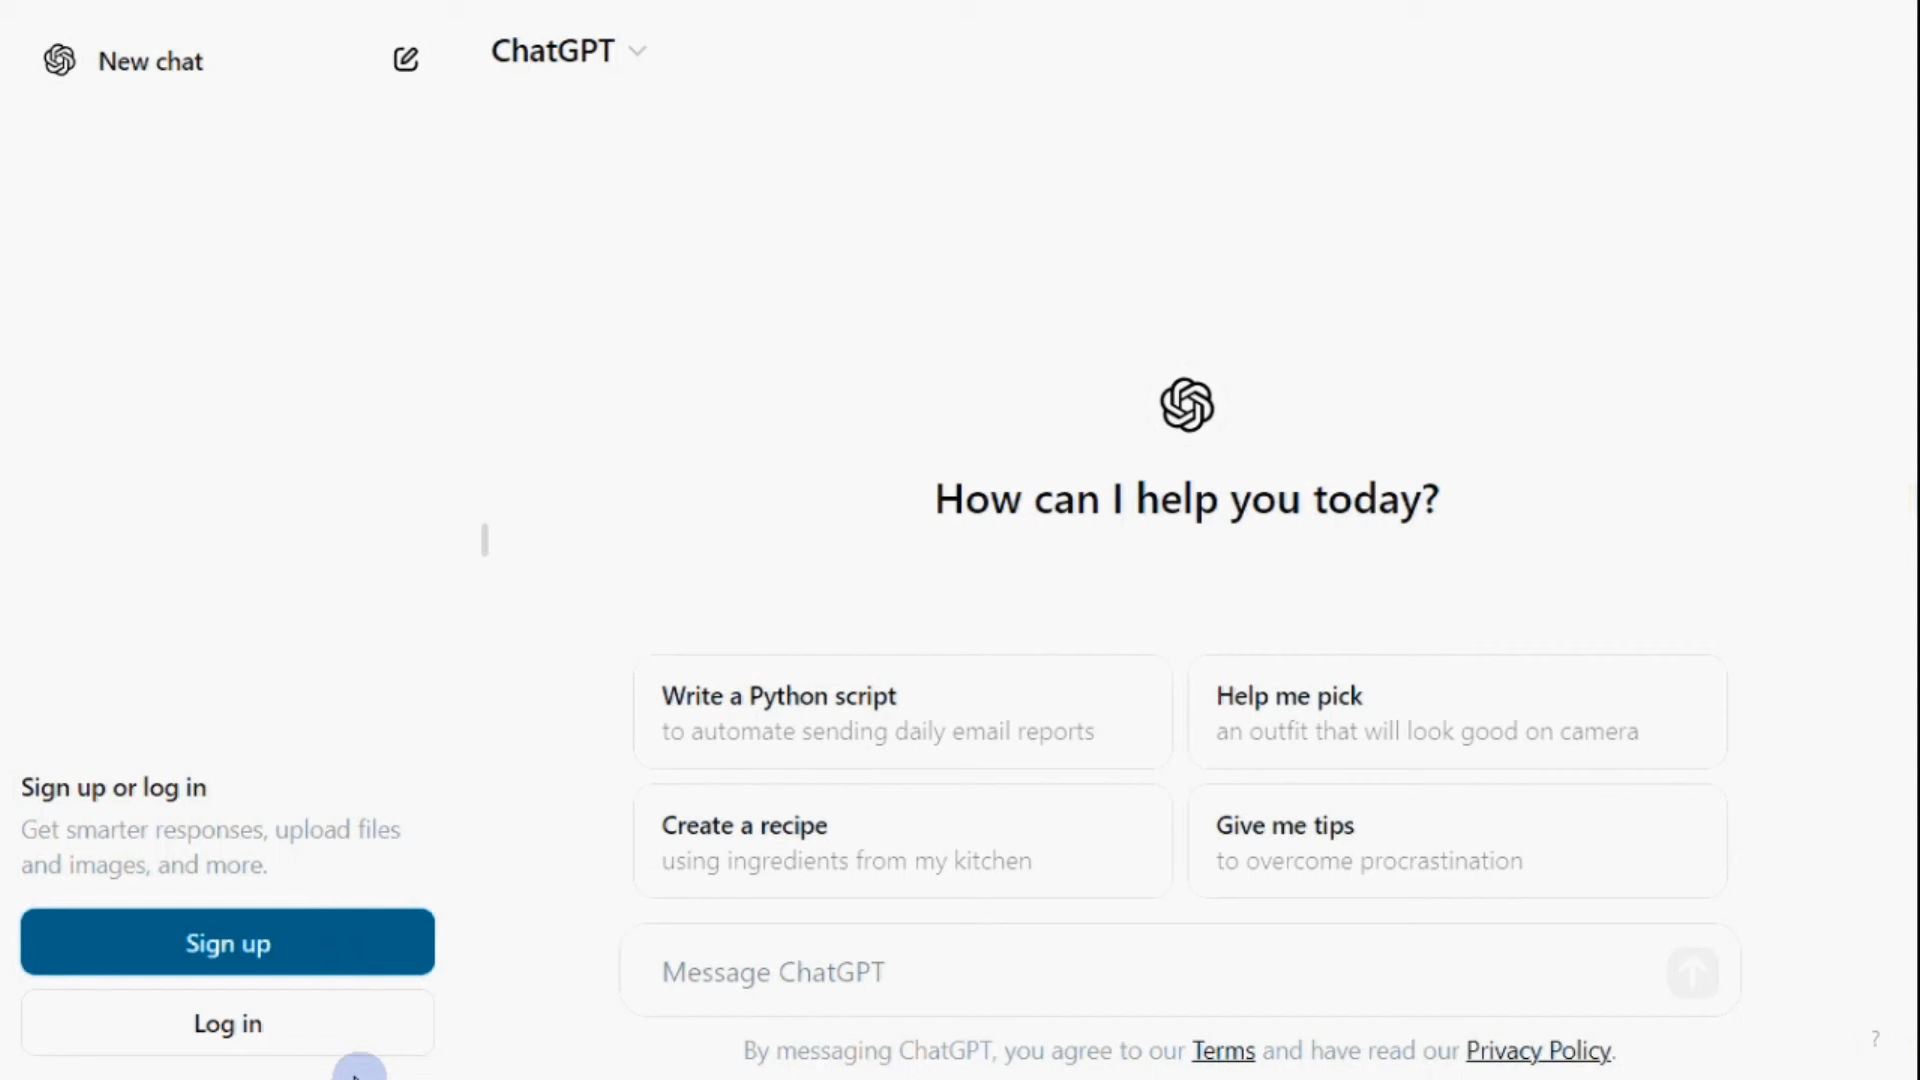 New chat
ChatGPT
How can I help you today?
Write a Python script
to automate sending daily email reports
Help me pick
an outfit that will look good on camera
Create a recipe
using ingredients from my kitchen
Give me tips
to overcome procrastination
Sign up or log in
Get smarter responses, upload files
and images, and more.
Sign up
Log in
Message ChatGPT
By messaging ChatGPT, you agree to our Terms and have read our Privacy Policy.
?